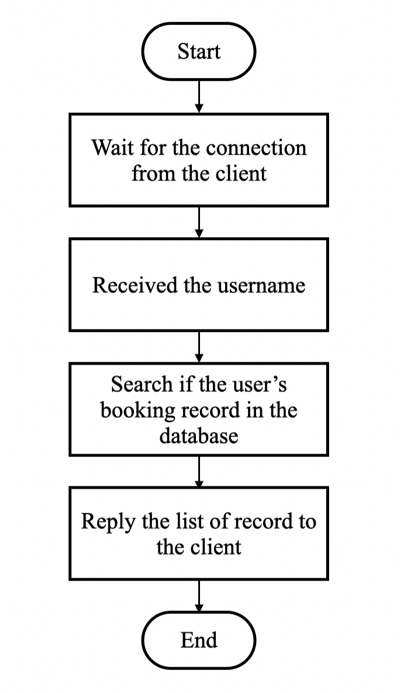 Start
Wait for the connection
from the client
Received the username
Search if the user’s
booking record in the
database
Reply the list of record to
the client
End